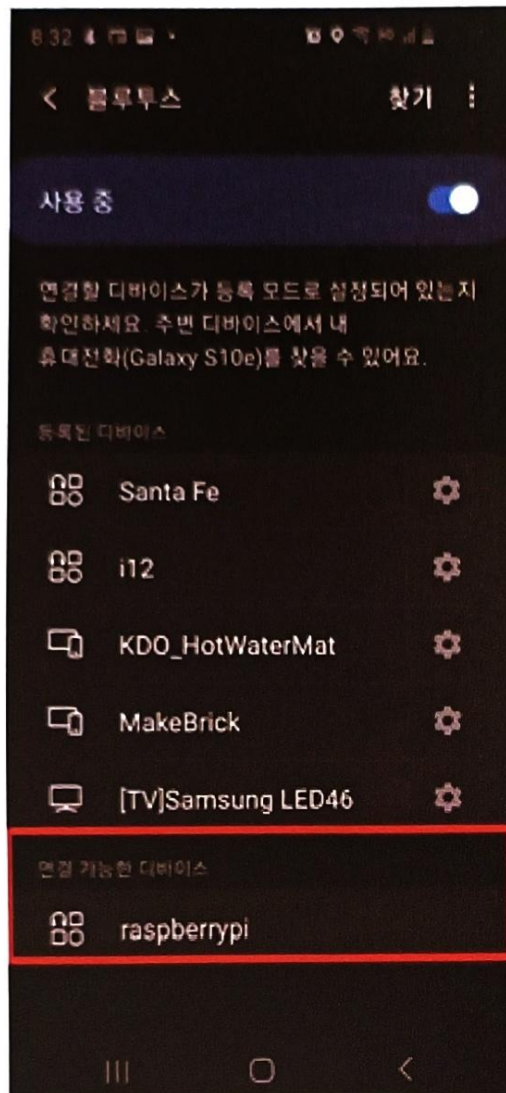 8:32
블루투스
찾기
사용 중
연결할 디바이스가 등록 모드로 설정되어 있는지
확인하세요. 주변 디바이스에서 내
휴대전화(Galaxy S10e)를 찾을 수 있어요.
등록된 디바이스
Santa Fe
i12
KDO_HotWaterMat
MakeBrick
[TV]Samsung LED46
연결 가능한 디바이스
raspberrypi